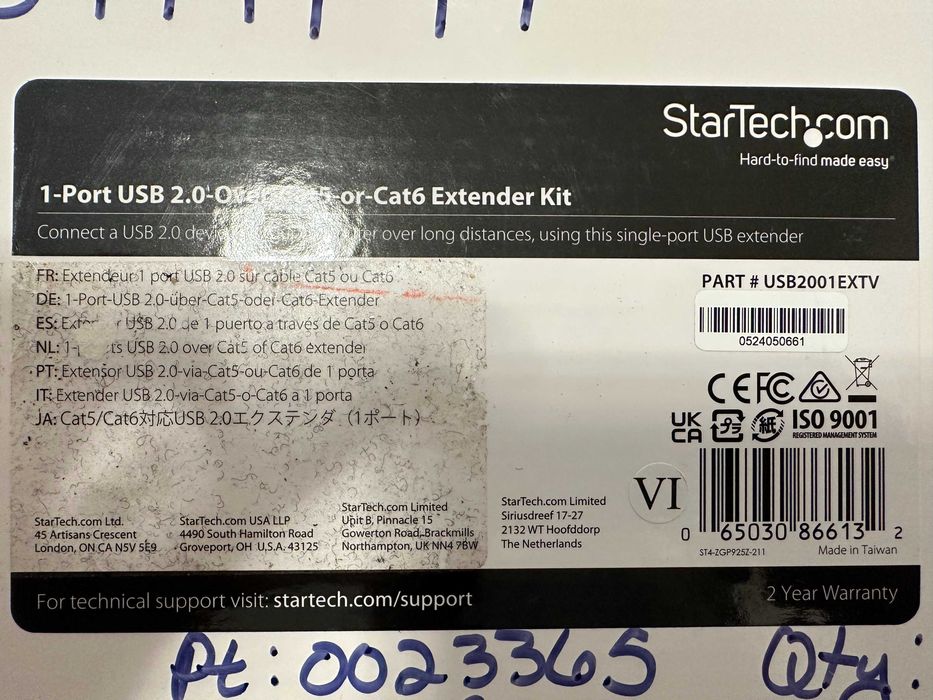 StarTech.com
Hard-to-find made easy®
1-Port USB 2.0-Over-Cat5-or-Cat6 Extender Kit
Connect a USB 2.0 over long distances, using this single-port USB extender
FR: Extendeur 1 port USB 2.0 sur câble Cat5 ou Cat6
DE: 1-Port-USB 2.0-über-Cat5-oder-Cat6-Extender
ES: USB 2.0 de 1 puerto a través de Cat5 o Cat6
NL: USB 2.0 over Cat5 of Cat6 extender
PT: Extensor USB 2.0-via-Cat5-ou-Cat6 de 1 porta
IT: Extender USB 2.0-via-Cat5-o-Cat6 a 1 porta
JA: Cat5/Cat6対応USB 2.0エクステンダ（1ポート）
PART # USB2001EXTV
0524050661
CE FC
UK CA プラ 紙 ISO 9001
REGISTERED MANAGEMENT SYSTEM
VI
0 65030 86613 2
ST4-ZGP925Z-211
Made in Taiwan
StarTech.com Ltd.
45 Artisans Crescent
London, ON CA N5V 5E9
StarTech.com USA LLP
4490 South Hamilton Road
Groveport, OH U.S.A. 43125
StarTech.com Limited
Unit B, Pinnacle 15
Gowerton Road, Brackmills
Northampton, UK NN4 7BW
StarTech.com Limited
Siriusdreef 17-27
2132 WT Hoofddorp
The Netherlands
For technical support visit: startech.com/support
2 Year Warranty
Pt: 0023365 Qty: